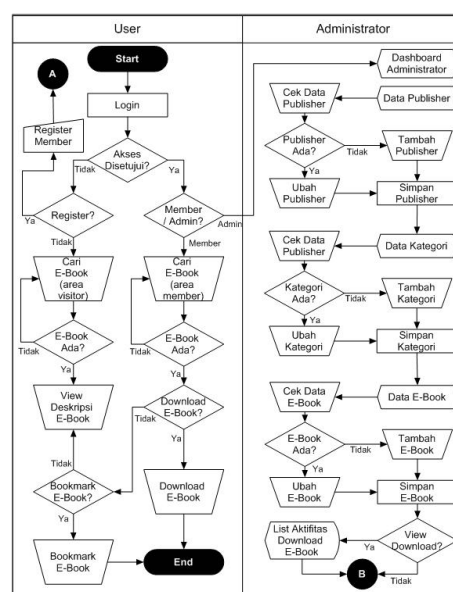 User
Administrator
A
Start
Dashboard
Administrator
Login
Cek Data
Publisher
Data Publisher
Register
Member
Akses
Disetujui?
Publisher
Ada?
Tidak
Tambah
Publisher
Tidak
Ya
Ya
Ubah
Publisher
Simpan
Publisher
Ya
Register?
Member
/ Admin?
Admin
Tidak
Member
Cek Data
Publisher
Data Kategori
Cari
E-Book
(area
visitor)
Cari
E-Book
(area
member)
Kategori
Ada?
Tidak
Tambah
Kategori
Ya
E-Book
Ada?
Tidak
Ya
E-Book
Ada?
Tidak
Ya
Ubah
Kategori
Simpan
Kategori
View
Deskripsi
E-Book
Download
E-Book?
Cek Data
E-Book
Data E-Book
Tidak
Tidak
Ya
E-Book
Ada?
Tidak
Tambah
E-Book
Ya
Bookmark
E-Book?
Download
E-Book
Ubah
E-Book
Simpan
E-Book
Ya
List Aktifitas
Download
E-Book
Ya
View
Download?
Bookmark
E-Book
End
B
Tidak